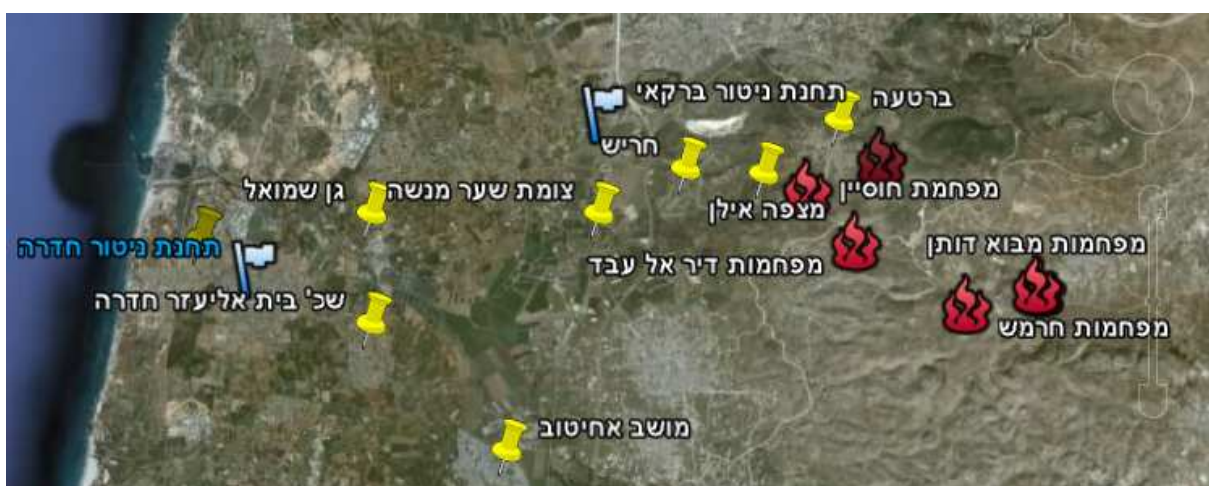 תחנת ניטור ברקאי
ברטעה
חריש
מפחמת חוסיין
צומת שער מנשה
גן שמואל
מצפה אילן
תחנת ניטור חדרה
מפחמות מבוא דותן
מפחמות דיר אל עבד
שכ' בית אליעזר חדרה
מפחמות חרמש
מושב אחיטוב